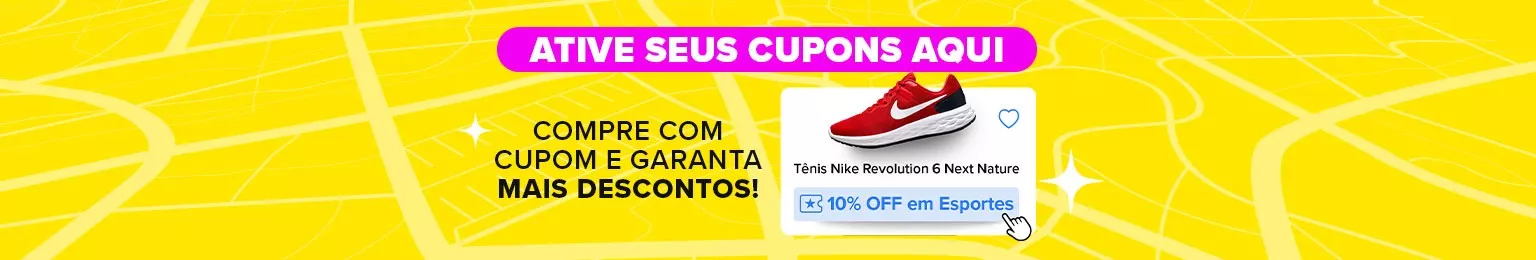 ATIVE SEUS CUPONS AQUI
COMPRE COM
CUPOM E GARANTA
MAIS DESCONTOS!
Tênis Nike Revolution 6 Next Nature
10% OFF em Esportes